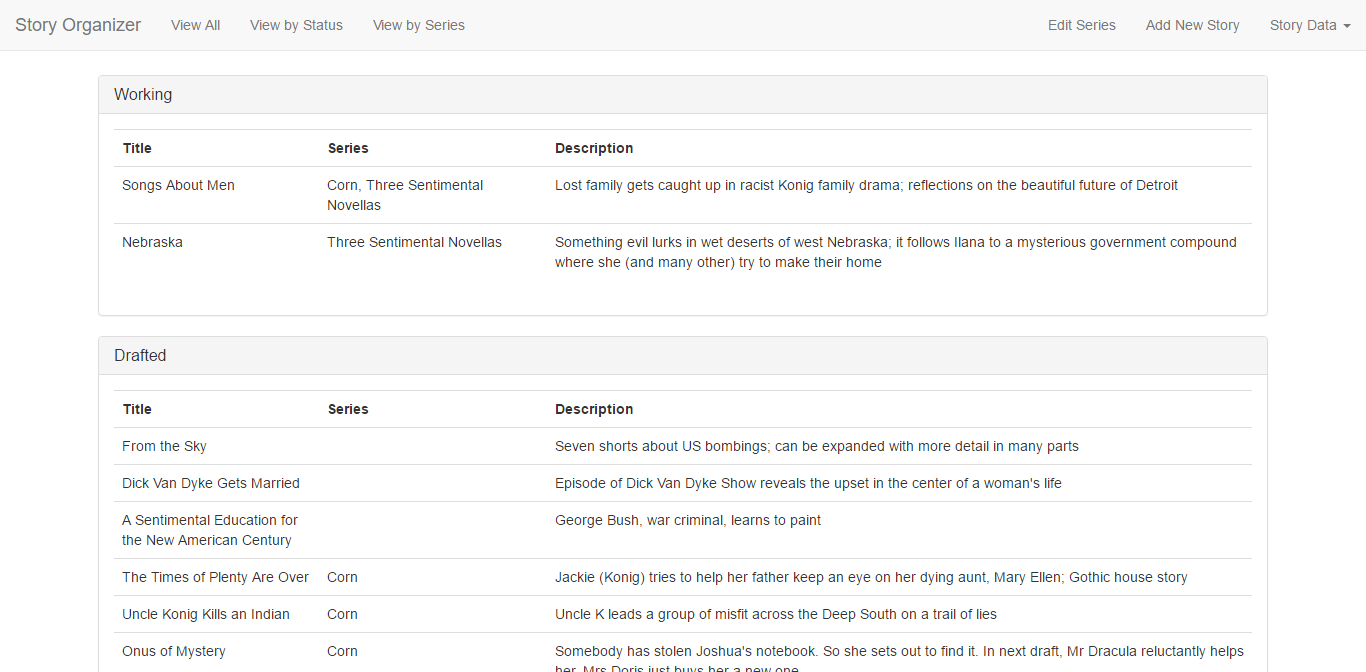 Story Organizer View All View by Status View by Series Edit Series Add New Story Story Data
Working
Title Series Description
Songs About Men Corn, Three Sentimental Lost family gets caught up in racist Konig family drama; reflections on the beautiful future of Detroit
Novellas
Nebraska Three Sentimental Novellas Something evil lurks in wet deserts of west Nebraska; it follows Ilana to a mysterious government compound
where she (and many other) try to make their home
Drafted
Title Series Description
From the Sky Seven shorts about US bombings; can be expanded with more detail in many parts
Dick Van Dyke Gets Married Episode of Dick Van Dyke Show reveals the upset in the center of a woman's life
A Sentimental Education for George Bush, war criminal, learns to paint
the New American Century
The Times of Plenty Are Over Corn Jackie (Konig) tries to help her father keep an eye on her dying aunt, Mary Ellen; Gothic house story
Uncle Konig Kills an Indian Corn Uncle K leads a group of misfit across the Deep South on a trail of lies
Onus of Mystery Corn Somebody has stolen Joshua's notebook. So she sets out to find it. In next draft, Mr Dracula reluctantly helps
her. Mrs Doris just buys her a new one